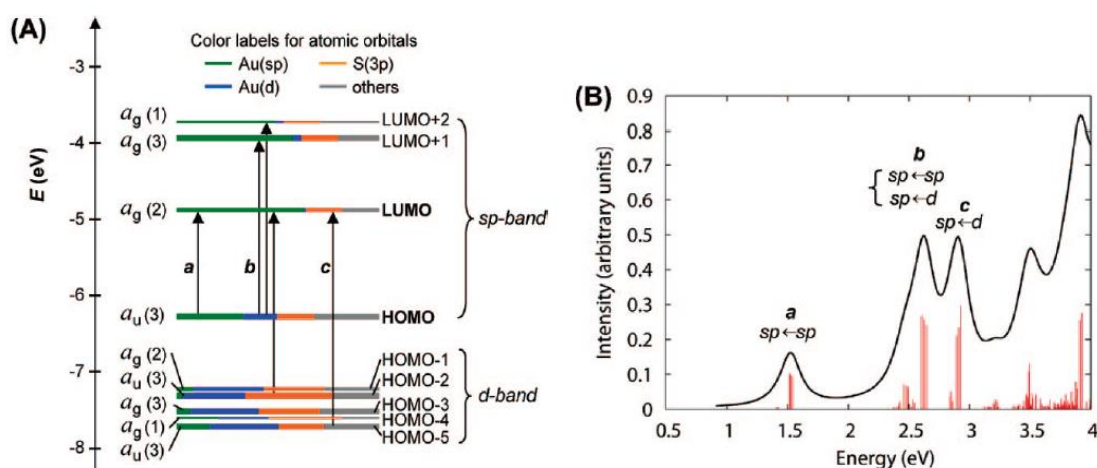 (A)
Color labels for atomic orbitals
Au(sp) S(3p)
Au(d) others
E (eV)
-3
-4
-5
-6
-7
-8
a_g (1)
a_g (3)
a_g (2)
a_u (3)
a_g (2)
a_u (3)
a_g (3)
a_g (1)
a_u (3)
LUMO+2
LUMO+1
LUMO
HOMO
HOMO-1
HOMO-2
HOMO-3
HOMO-4
HOMO-5
sp-band
d-band
a
b
c
(B)
Intensity (arbitrary units)
0.9
0.8
0.7
0.6
0.5
0.4
0.3
0.2
0.1
0
b
sp←sp
sp←d
c
sp←d
a
sp←sp
0.5 1 1.5 2 2.5 3 3.5 4
Energy (eV)